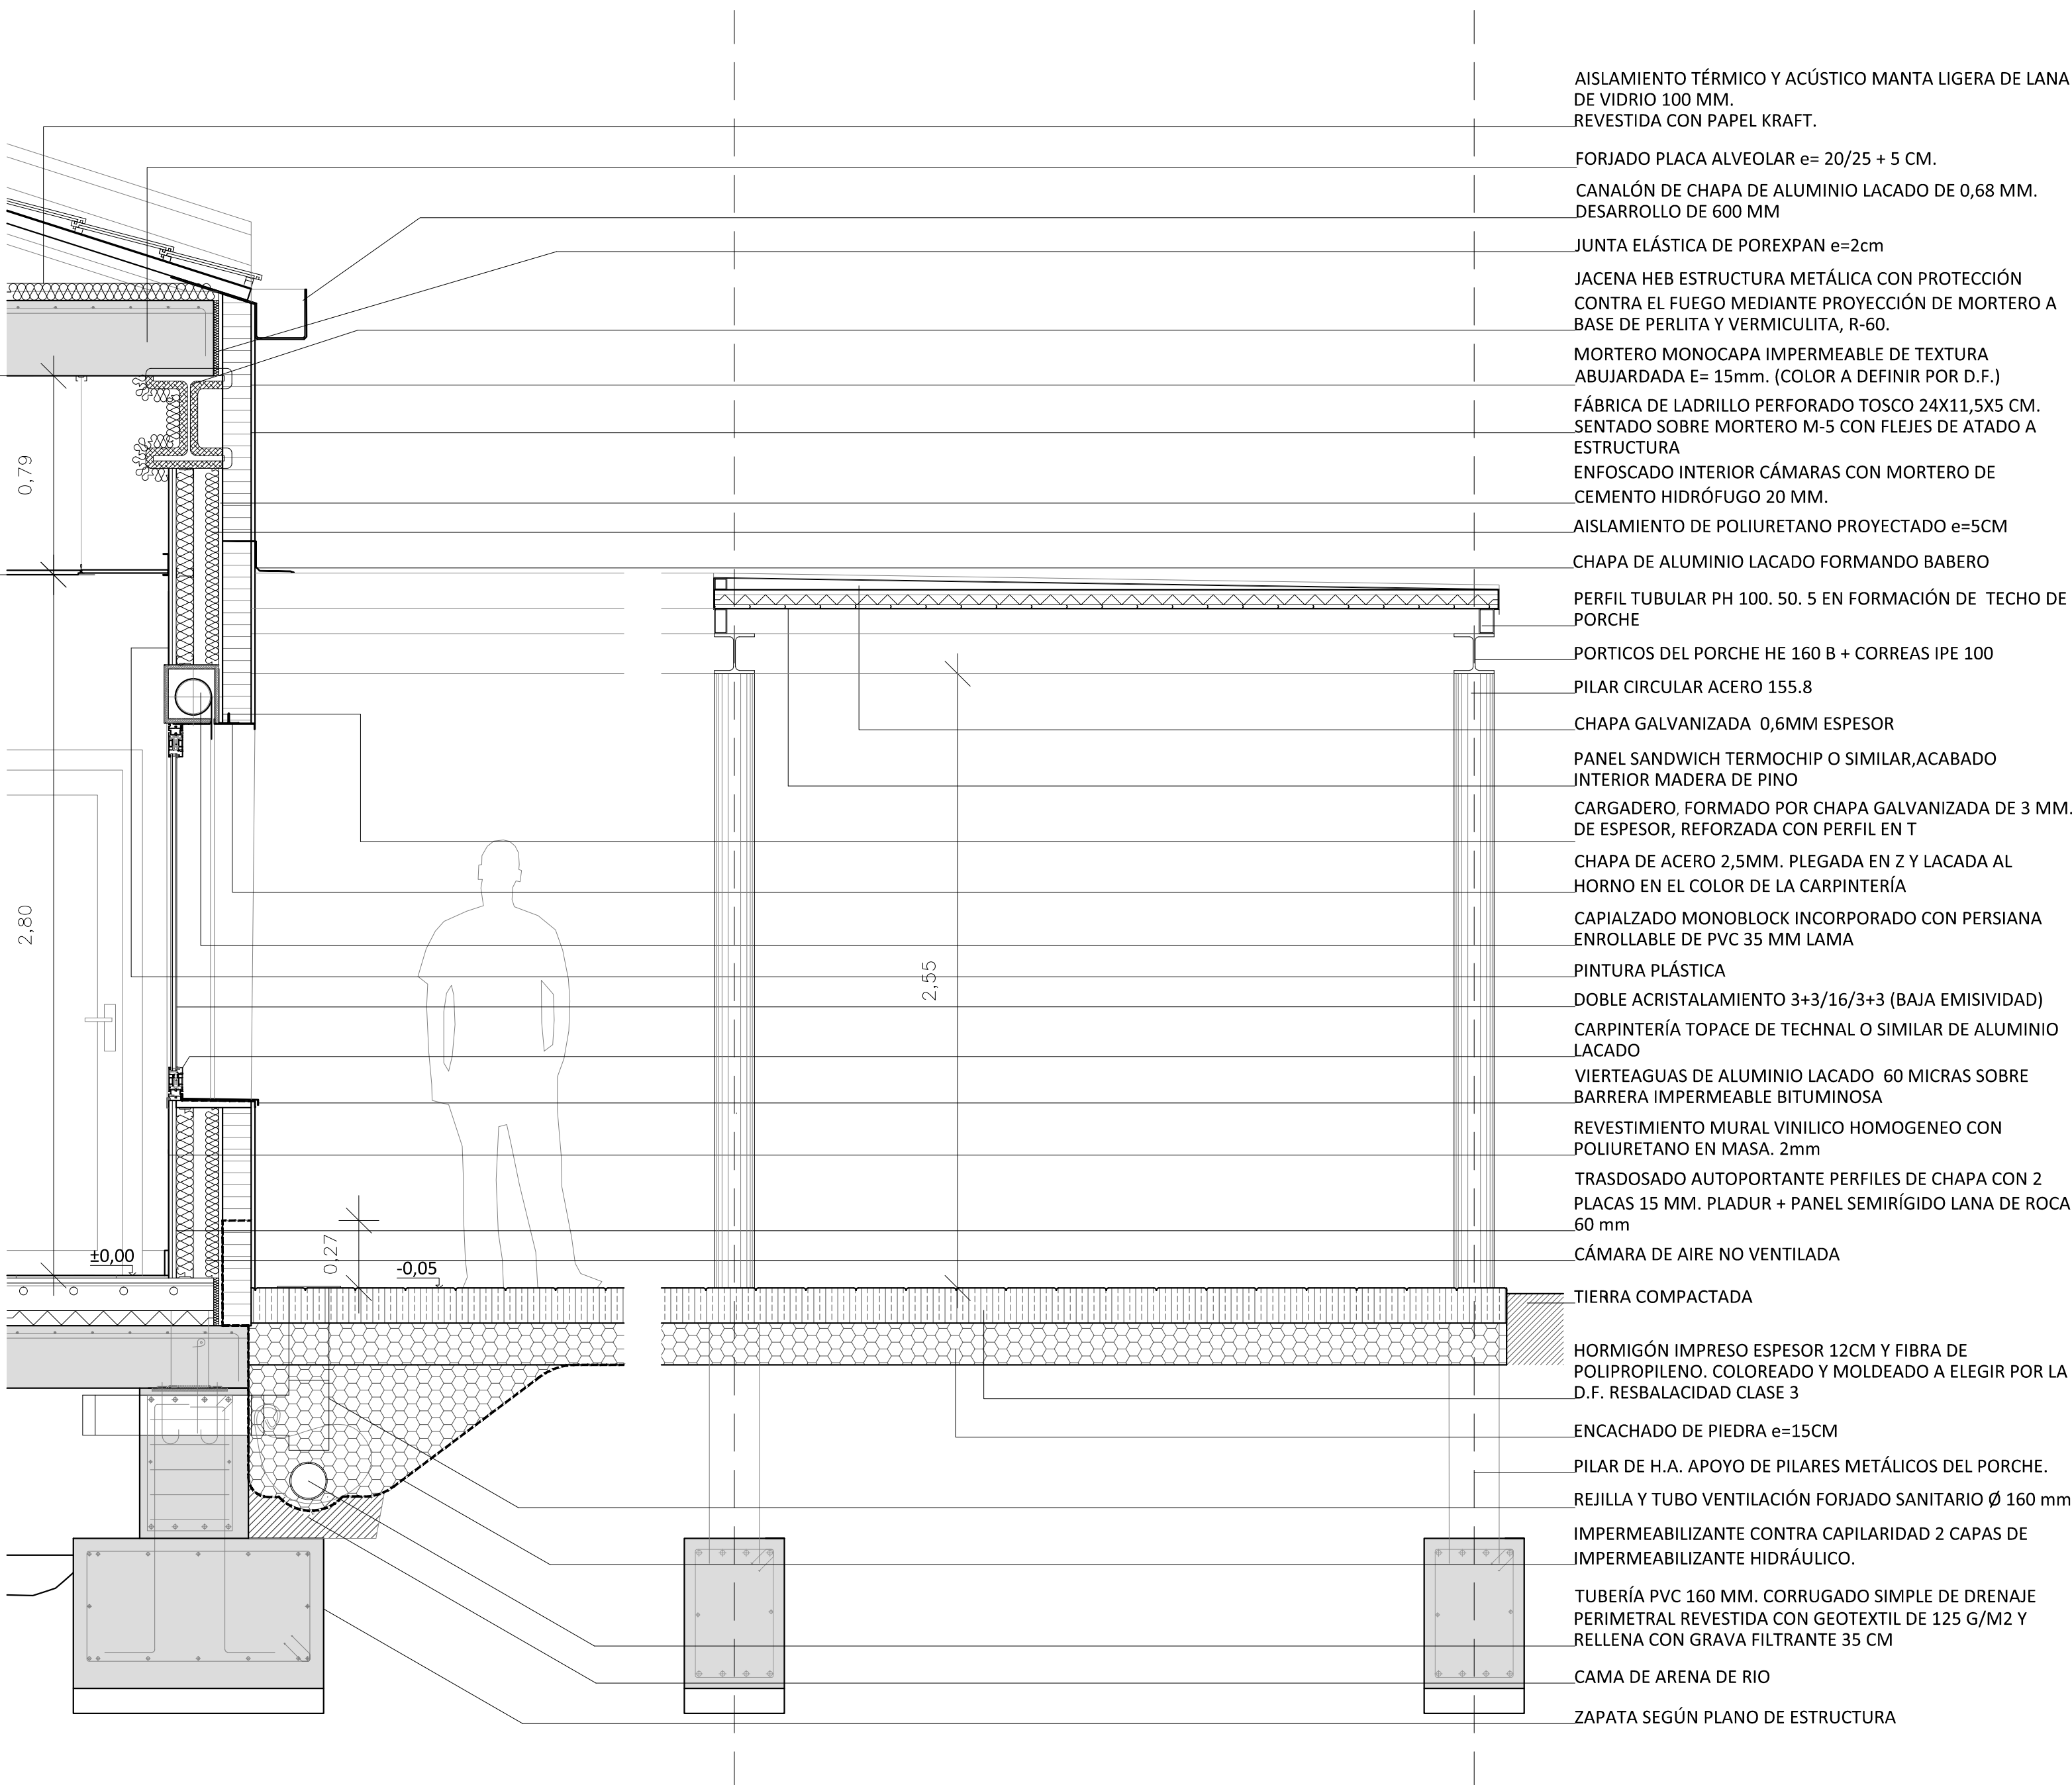 AISLAMIENTO TÉRMICO Y ACÚSTICO MANTA LIGERA DE LANA
DE VIDRIO 100 MM.
REVESTIDA CON PAPEL KRAFT.
FORJADO PLACA ALVEOLAR e= 20/25 + 5 CM.
CANALÓN DE CHAPA DE ALUMINIO LACADO DE 0,68 MM.
DESARROLLO DE 600 MM
JUNTA ELÁSTICA DE POREXPAN e=2cm
JACENA HEB ESTRUCTURA METÁLICA CON PROTECCIÓN
CONTRA EL FUEGO MEDIANTE PROYECCIÓN DE MORTERO A
BASE DE PERLITA Y VERMICULITA, R-60.
MORTERO MONOCAPA IMPERMEABLE DE TEXTURA
ABUJARDADA E= 15mm. (COLOR A DEFINIR POR D.F.)
FÁBRICA DE LADRILLO PERFORADO TOSCO 24X11,5X5 CM.
SENTADO SOBRE MORTERO M-5 CON FLEJES DE ATADO A
ESTRUCTURA
ENFOSCADO INTERIOR CÁMARAS CON MORTERO DE
CEMENTO HIDRÓFUGO 20 MM.
AISLAMIENTO DE POLIURETANO PROYECTADO e=5CM
CHAPA DE ALUMINIO LACADO FORMANDO BABERO
PERFIL TUBULAR PH 100. 50. 5 EN FORMACIÓN DE TECHO DE
PORCHE
PORTICOS DEL PORCHE HE 160 B + CORREAS IPE 100
PILAR CIRCULAR ACERO 155.8
CHAPA GALVANIZADA 0,6MM ESPESOR
PANEL SANDWICH TERMOCHIP O SIMILAR,ACABADO
INTERIOR MADERA DE PINO
CARGADERO, FORMADO POR CHAPA GALVANIZADA DE 3 MM.
DE ESPESOR, REFORZADA CON PERFIL EN T
CHAPA DE ACERO 2,5MM. PLEGADA EN Z Y LACADA AL
HORNO EN EL COLOR DE LA CARPINTERÍA
CAPIALZADO MONOBLOCK INCORPORADO CON PERSIANA
ENROLLABLE DE PVC 35 MM LAMA
PINTURA PLÁSTICA
DOBLE ACRISTALAMIENTO 3+3/16/3+3 (BAJA EMISIVIDAD)
CARPINTERÍA TOPACE DE TECHNAL O SIMILAR DE ALUMINIO
LACADO
VIERTEAGUAS DE ALUMINIO LACADO 60 MICRAS SOBRE
BARRERA IMPERMEABLE BITUMINOSA
REVESTIMIENTO MURAL VINILICO HOMOGENEO CON
POLIURETANO EN MASA. 2mm
TRASDOSADO AUTOPORTANTE PERFILES DE CHAPA CON 2
PLACAS 15 MM. PLADUR + PANEL SEMIRÍGIDO LANA DE ROCA
60 mm
CÁMARA DE AIRE NO VENTILADA
TIERRA COMPACTADA
HORMIGÓN IMPRESO ESPESOR 12CM Y FIBRA DE
POLIPROPILENO. COLOREADO Y MOLDEADO A ELEGIR POR LA
D.F. RESBALACIDAD CLASE 3
ENCACHADO DE PIEDRA e=15CM
PILAR DE H.A. APOYO DE PILARES METÁLICOS DEL PORCHE.
REJILLA Y TUBO VENTILACIÓN FORJADO SANITARIO Ø 160 mm
IMPERMEABILIZANTE CONTRA CAPILARIDAD 2 CAPAS DE
IMPERMEABILIZANTE HIDRÁULICO.
TUBERÍA PVC 160 MM. CORRUGADO SIMPLE DE DRENAJE
PERIMETRAL REVESTIDA CON GEOTEXTIL DE 125 G/M2 Y
RELLENA CON GRAVA FILTRANTE 35 CM
CAMA DE ARENA DE RIO
ZAPATA SEGÚN PLANO DE ESTRUCTURA
0,79
2,80
2,55
0,27
±0,00
-0,05